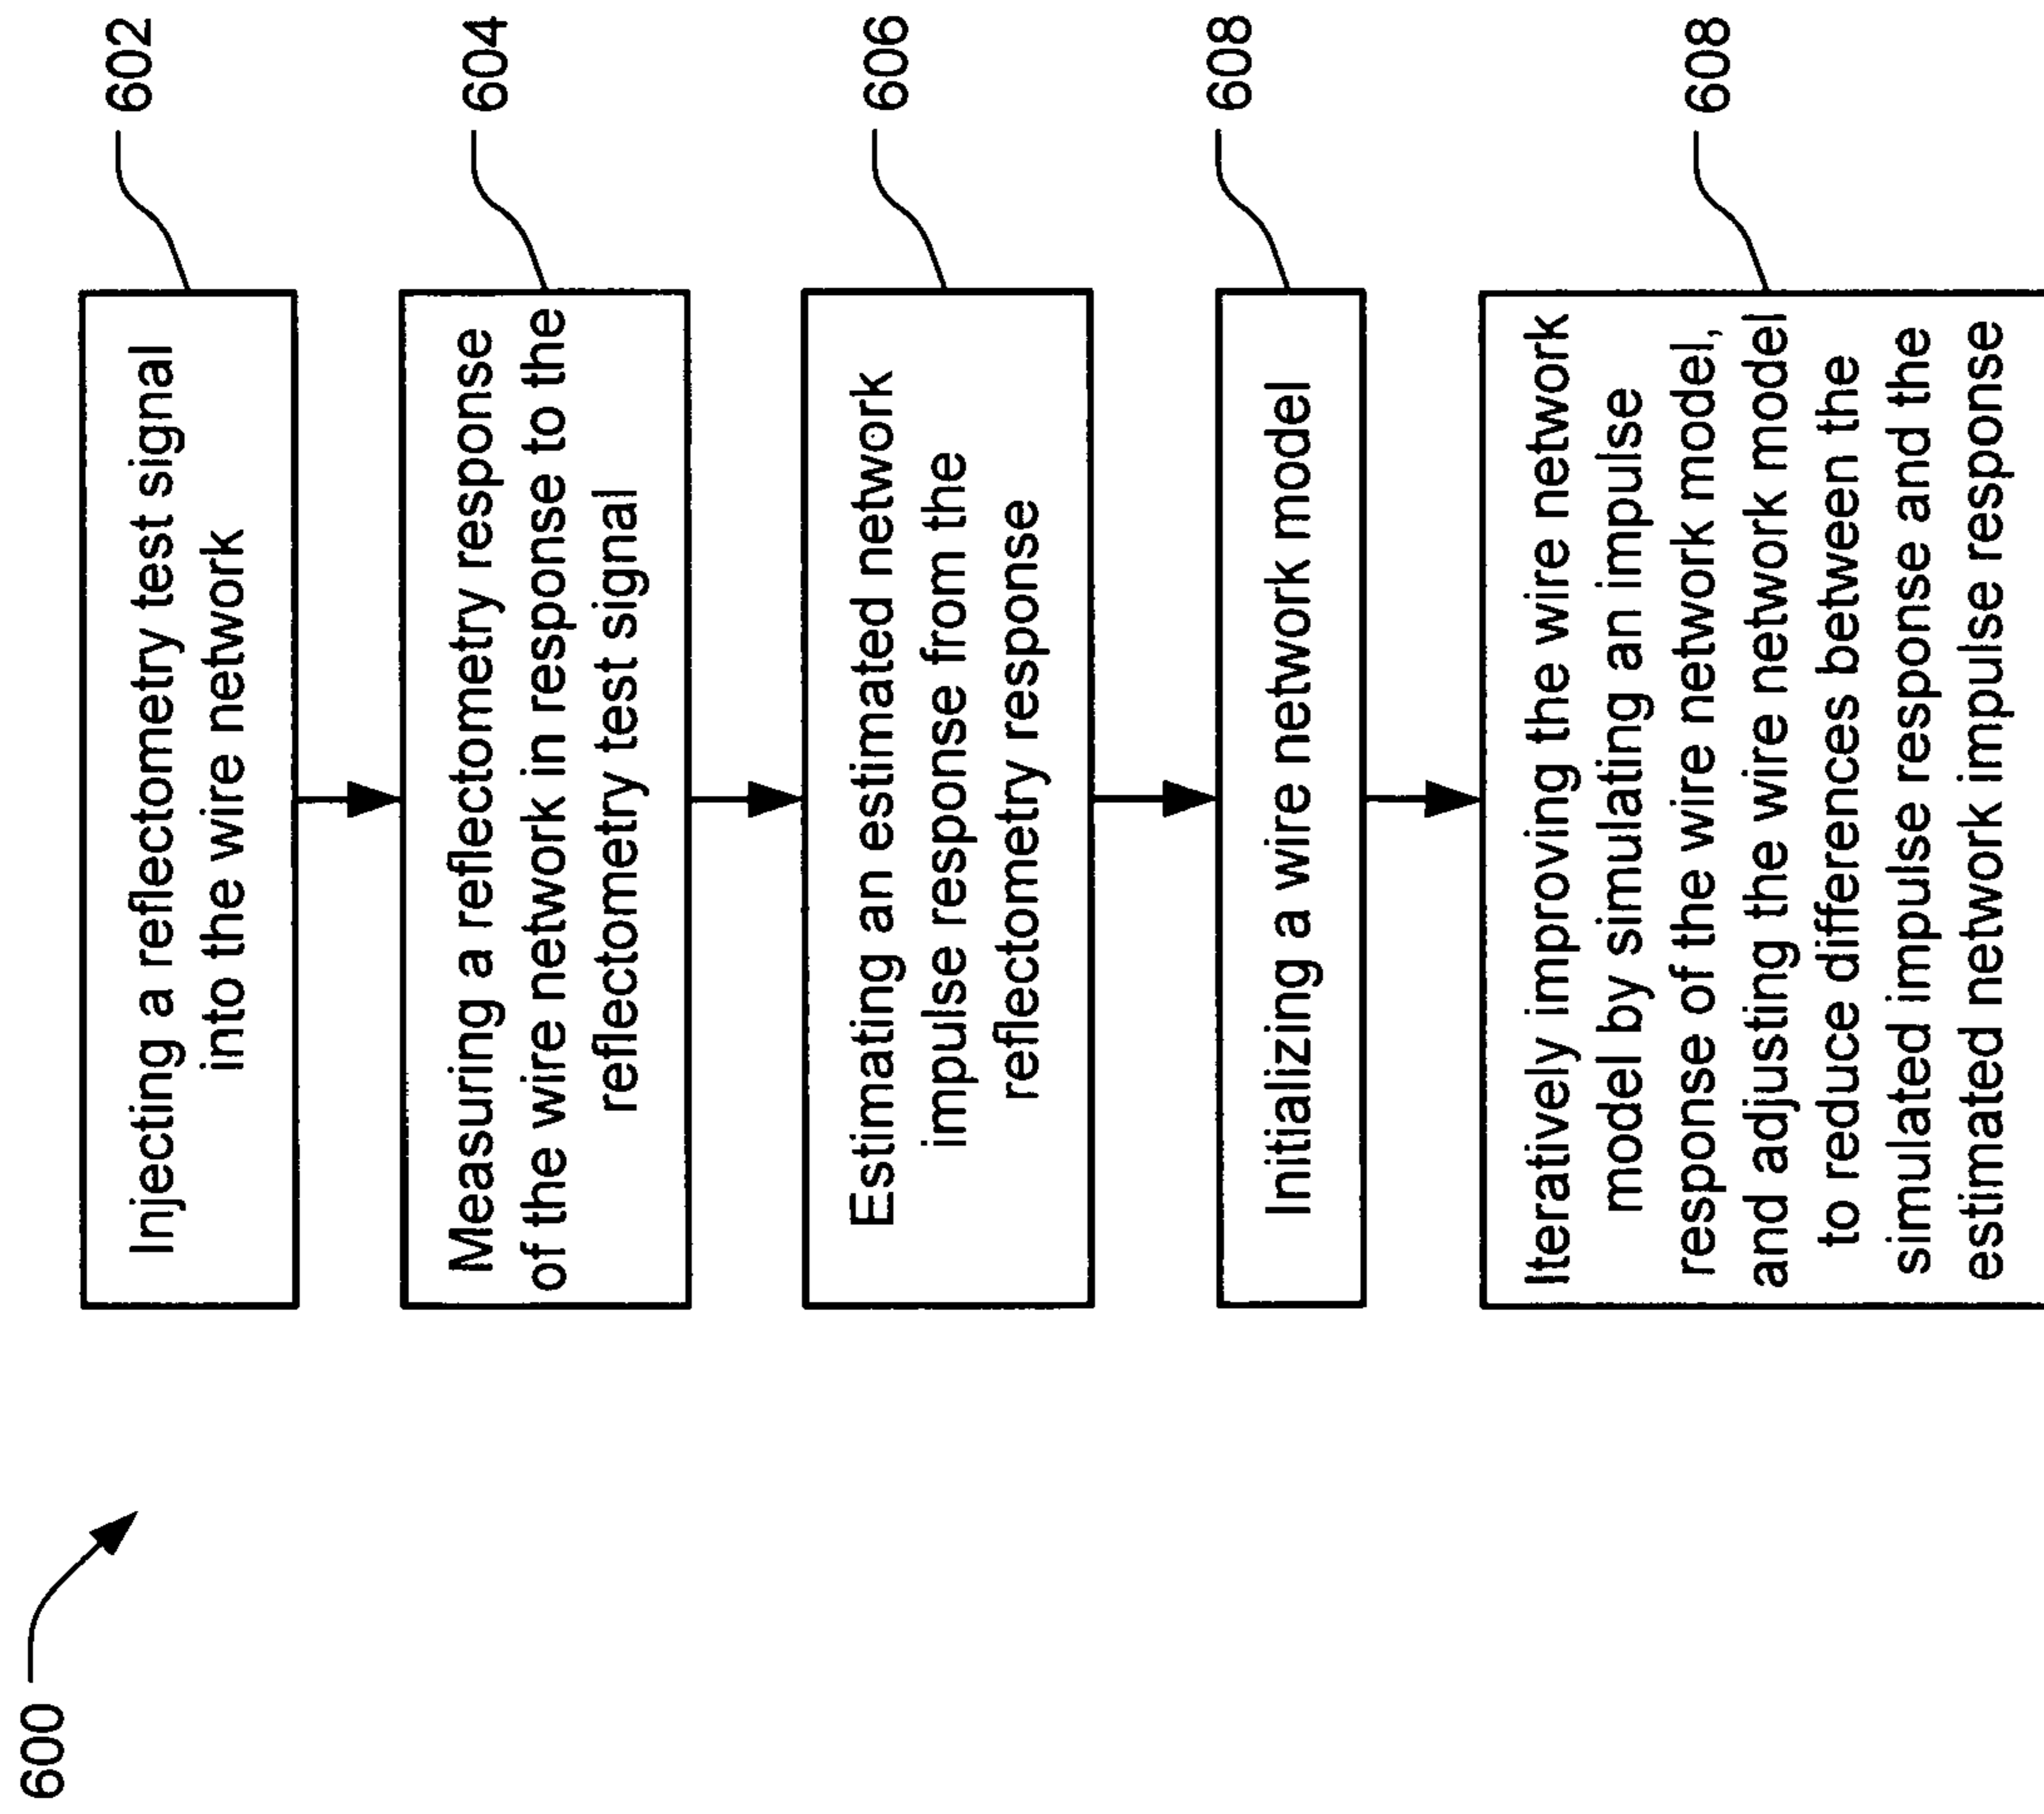 600
Injecting a reflectometry test signal
into the wire network
602
Measuring a reflectometry response
of the wire network in response to the
reflectometry test signal
604
Estimating an estimated network
impulse response from the
reflectometry response
606
Initializing a wire network model
608
Iteratively improving the wire network
model by simulating an impulse
response of the wire network model,
and adjusting the wire network model
to reduce differences between the
simulated impulse response and the
estimated network impulse response
608